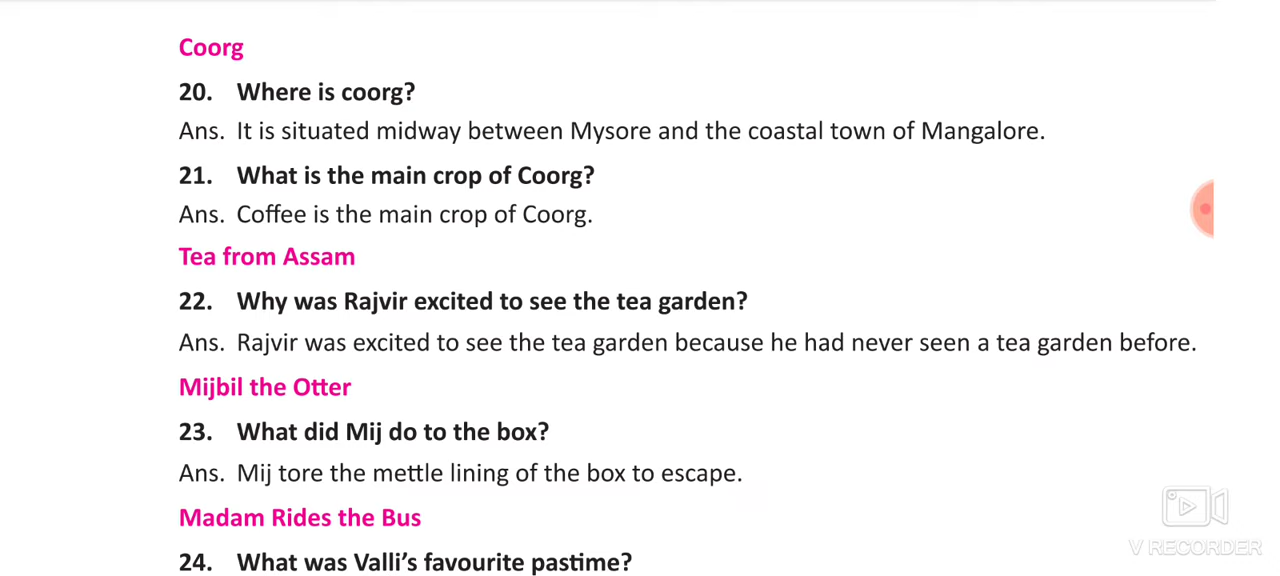 Coorg
20. Where is coorg?
Ans. It is situated midway between Mysore and the coastal town of Mangalore.
21. What is the main crop of Coorg?
Ans. Coffee is the main crop of Coorg.
Tea from Assam
22. Why was Rajvir excited to see the tea garden?
Ans. Rajvir was excited to see the tea garden because he had never seen a tea garden before.
Mijbil the Otter
23. What did Mij do to the box?
Ans. Mij tore the mettle lining of the box to escape.
Madam Rides the Bus
24. What was Valli's favourite pastime?
V RECORDER